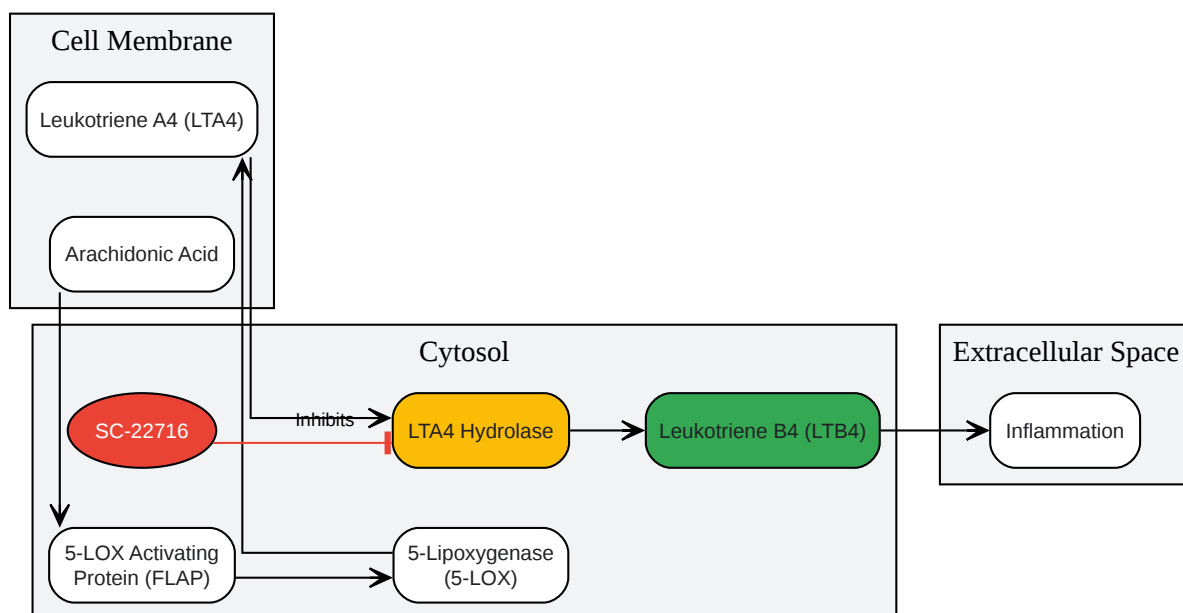 Cell Membrane
Leukotriene A4 (LTA4)
Arachidonic Acid
Cytosol
Extracellular Space
SC-22716
Inhibits
LTA4 Hydrolase
Leukotriene B4 (LTB4)
Inflammation
5-LOX Activating
Protein (FLAP)
5-Lipoxygenase
(5-LOX)